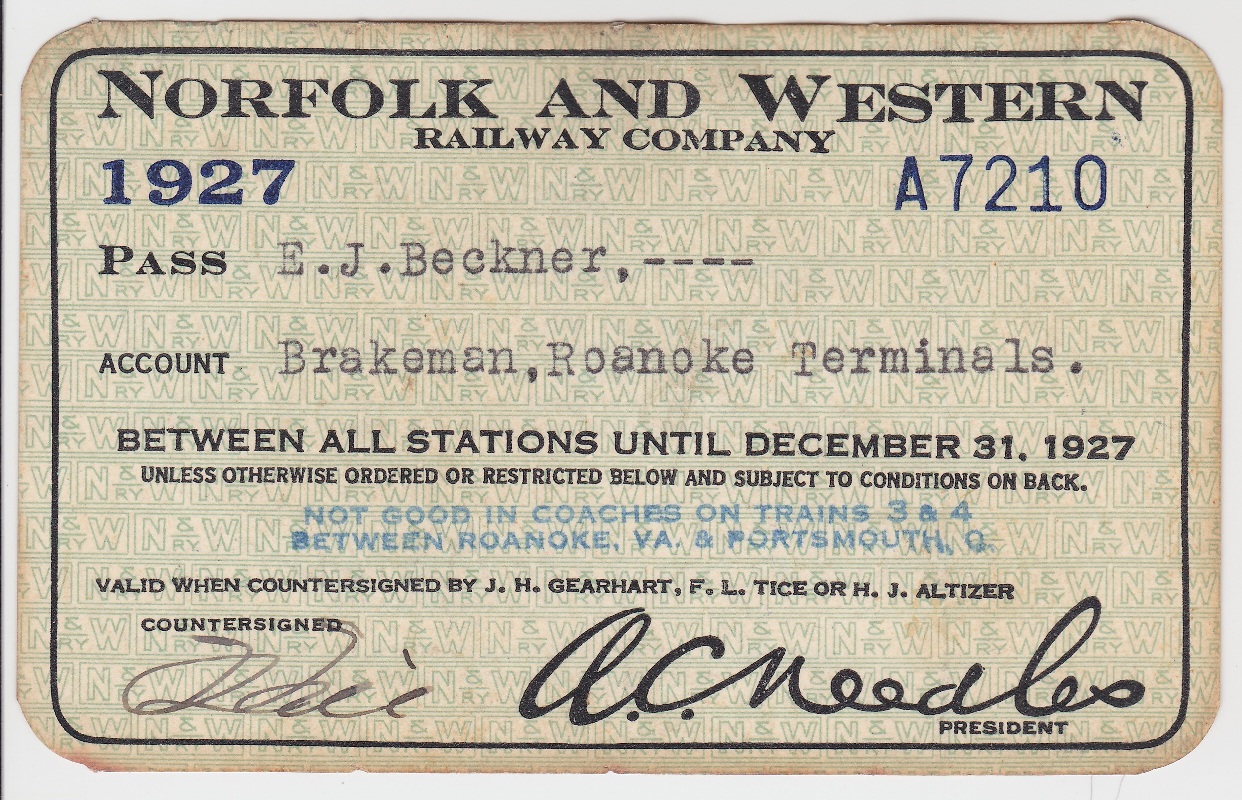 NORFOLK AND WESTERN
RAILWAY COMPANY
1927 A7210
PASS E.J.Beckner,----
ACCOUNT Brakeman,Roanoke Terminals.
BETWEEN ALL STATIONS UNTIL DECEMBER 31, 1927
UNLESS OTHERWISE ORDERED OR RESTRICTED BELOW AND SUBJECT TO CONDITIONS ON BACK.
NOT GOOD IN COACHES ON TRAINS 3 & 4
BETWEEN ROANOKE, VA. & PORTSMOUTH, O.
VALID WHEN COUNTERSIGNED BY J. H. GEARHART, F. L. TICE OR H. J. ALTIZER
COUNTERSIGNED
A.C. Needles
PRESIDENT